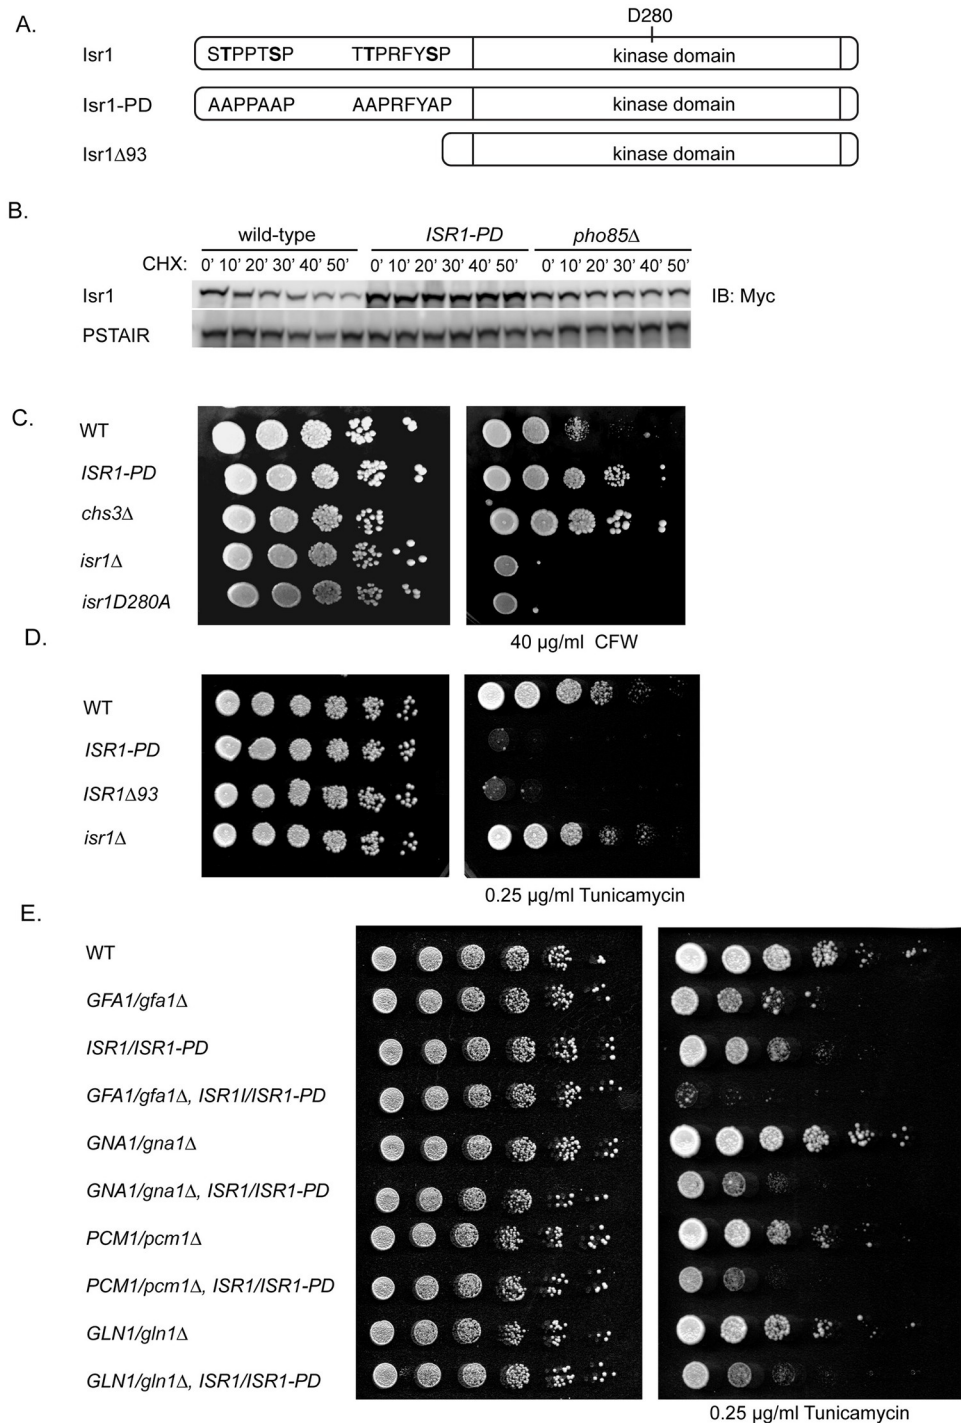 A.
D280
Isr1 STPPTSP TTPRFYSP kinase domain
Isr1-PD AAPPAAP AAPRFYAP kinase domain
Isr1Δ93 kinase domain
B.
wild-type ISR1-PD pho85Δ
CHX: 0' 10' 20' 30' 40' 50' 0' 10' 20' 30' 40' 50' 0' 10' 20' 30' 40' 50'
Isr1 IB: Myc
PSTAIR
C.
WT
ISR1-PD
chs3Δ
isr1Δ
isr1D280A
40 µg/ml CFW
D.
WT
ISR1-PD
ISR1Δ93
isr1Δ
0.25 µg/ml Tunicamycin
E.
WT
GFA1/gfa1Δ
ISR1/ISR1-PD
GFA1/gfa1Δ, ISR1I/ISR1-PD
GNA1/gna1Δ
GNA1/gna1Δ, ISR1/ISR1-PD
PCM1/pcm1Δ
PCM1/pcm1Δ, ISR1/ISR1-PD
GLN1/gln1Δ
GLN1/gln1Δ, ISR1/ISR1-PD
0.25 µg/ml Tunicamycin